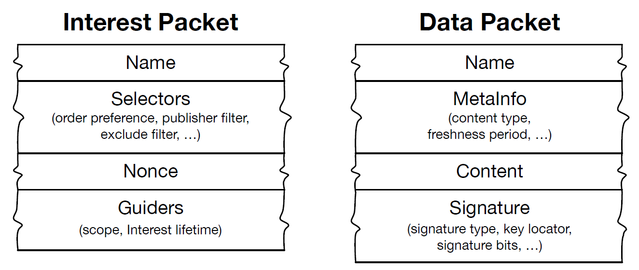 Interest Packet
Name
Selectors
(order preference, publisher filter,
exclude filter, ...)
Nonce
Guiders
(scope, Interest lifetime)
Data Packet
Name
MetaInfo
(content type,
freshness period, ...)
Content
Signature
(signature type, key locator,
signature bits, ...)